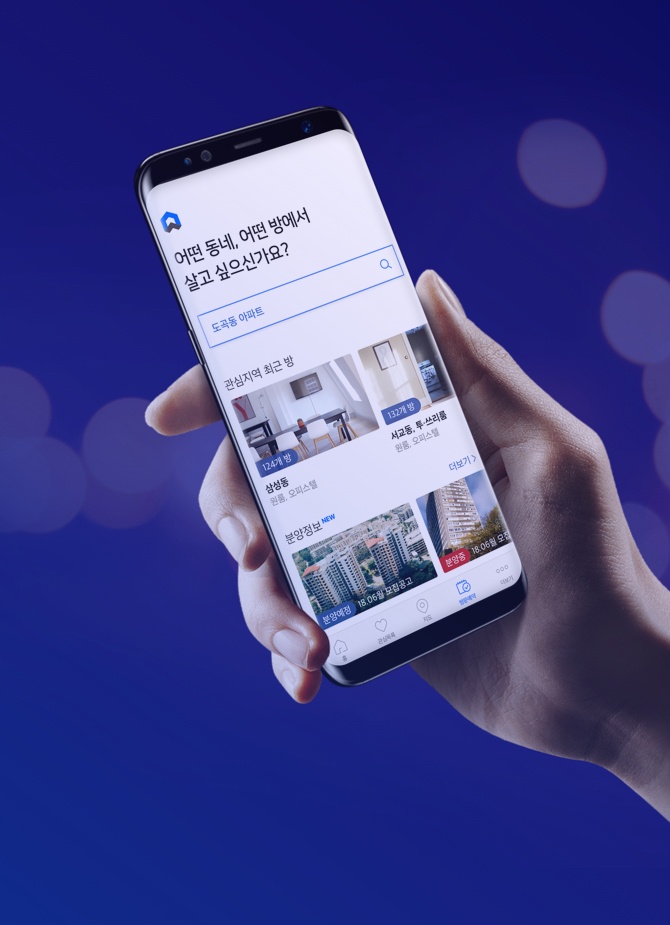 어떤 동네, 어떤 방에서
살고 싶으신가요?
도곡동 아파트
관심지역 최근 방
124개 방
132개 방
삼성동
원룸, 오피스텔
서교동, 투·쓰리룸
원룸, 오피스텔
더보기 >
분양정보 NEW
분양예정 18.06월 모집공고
분양중 18.06월 모집
홈
관심목록
지도
방문예약
더보기